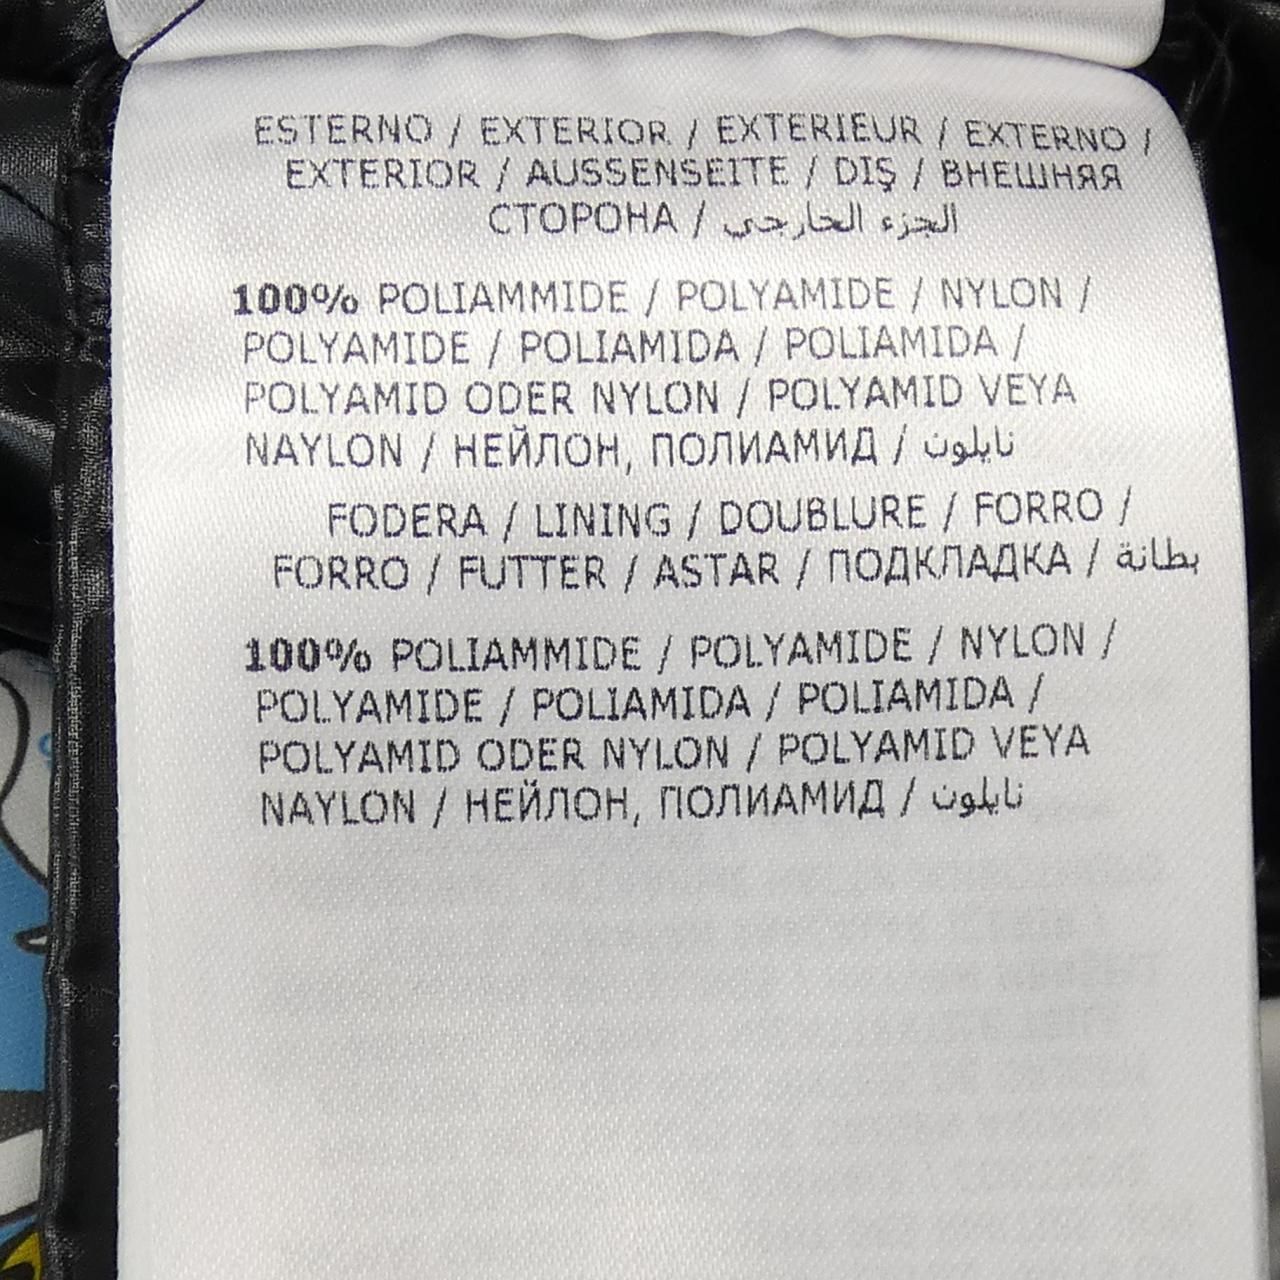 ESTERNO / EXTERIOR / EXTERIEUR / EXTERNO /
EXTERIOR / AUSSENSEITE / DIŞ / ВНЕШНЯЯ
СТОРОНА / الجزء الخارجي
100% POLIAMMIDE / POLYAMIDE / NYLON /
POLYAMIDE / POLIAMIDA / POLIAMIDA /
POLYAMID ODER NYLON / POLYAMID VEYA
NAYLON / НЕЙЛОН, ПОЛИАМИД / نايلون
FODERA / LINING / DOUBLURE / FORRO /
FORRO / FUTTER / ASTAR / ПОДКЛАДКА / بطانة
100% POLIAMMIDE / POLYAMIDE / NYLON /
POLYAMIDE / POLIAMIDA / POLIAMIDA /
POLYAMID ODER NYLON / POLYAMID VEYA
NAYLON / НЕЙЛОН, ПОЛИАМИД / نايلون